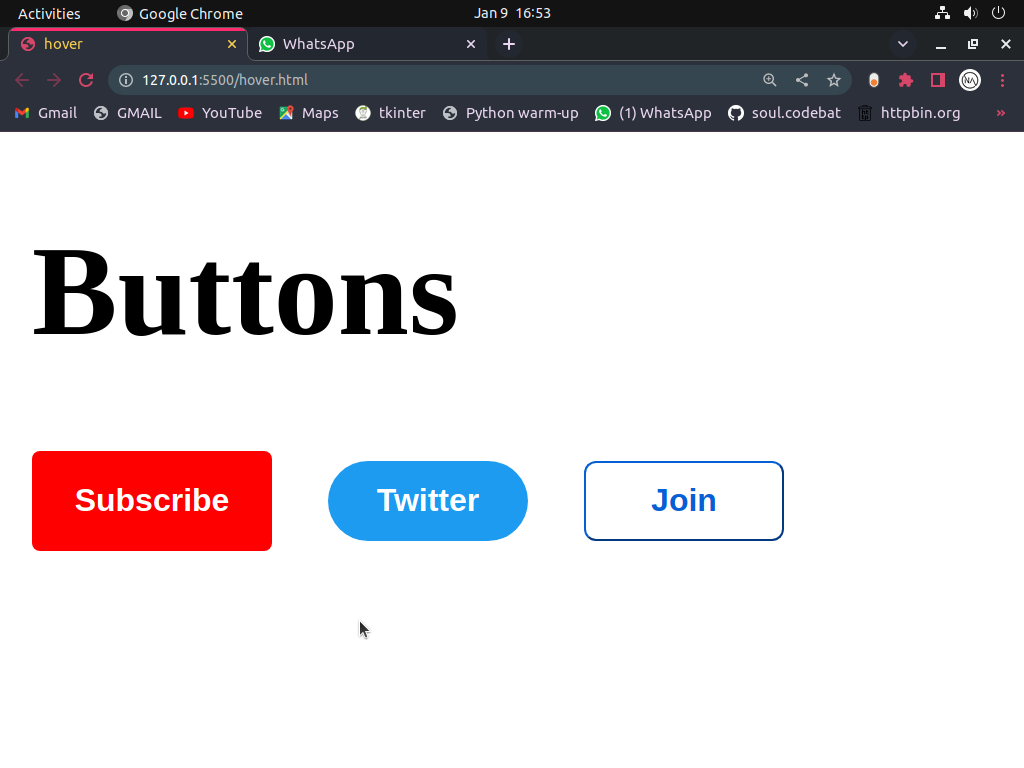 Activities Google Chrome Jan 9 16:53
hover WhatsApp
127.0.0.1:5500/hover.html
Gmail GMAIL YouTube Maps tkinter Python warm-up (1) WhatsApp soul.codebat httpbin.org »
Buttons
Subscribe Twitter Join